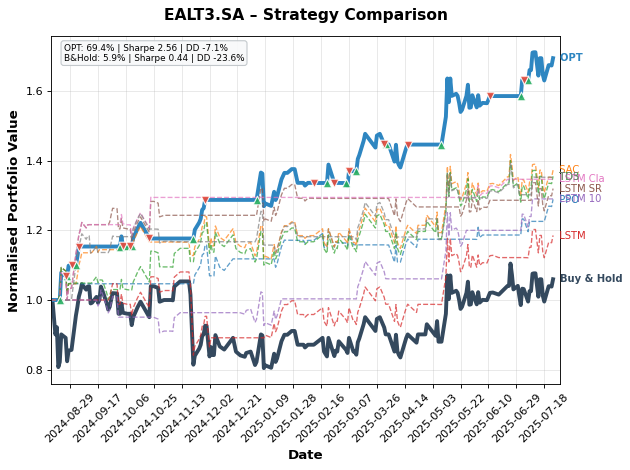 EALT3.SA – Strategy Comparison
OPT: 69.4% | Sharpe 2.56 | DD -7.1%
B&Hold: 5.9% | Sharpe 0.44 | DD -23.6%
Normalised Portfolio Value
1.6
1.4
1.2
1.0
0.8
OPT
SAC
LSTM SR
LSTM
Buy & Hold
2024-08-29
2024-09-17
2024-10-06
2024-10-25
2024-11-13
2024-12-02
2024-12-21
2025-01-09
2025-01-28
2025-02-16
2025-03-07
2025-03-26
2025-04-14
2025-05-03
2025-05-22
2025-06-10
2025-06-29
2025-07-18
Date